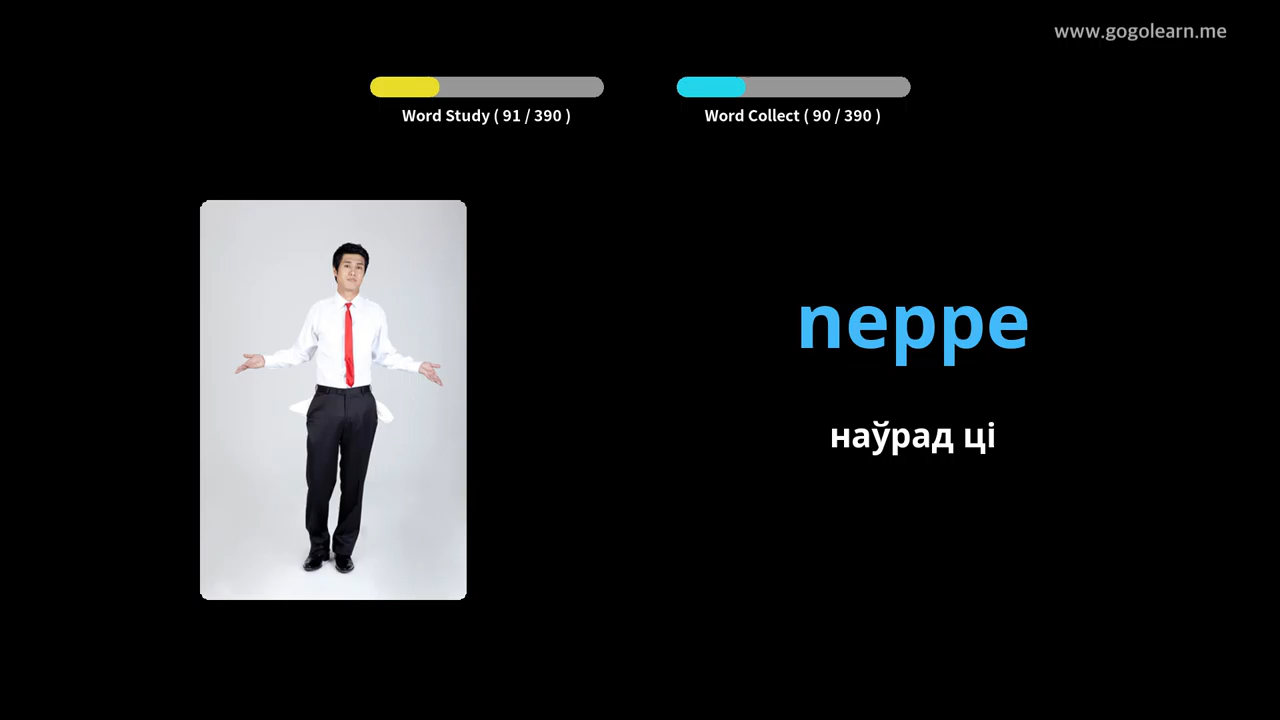 www.gogolearn.me
Word Study ( 91 / 390 )
Word Collect ( 90 / 390 )
neppe
наўрад ці